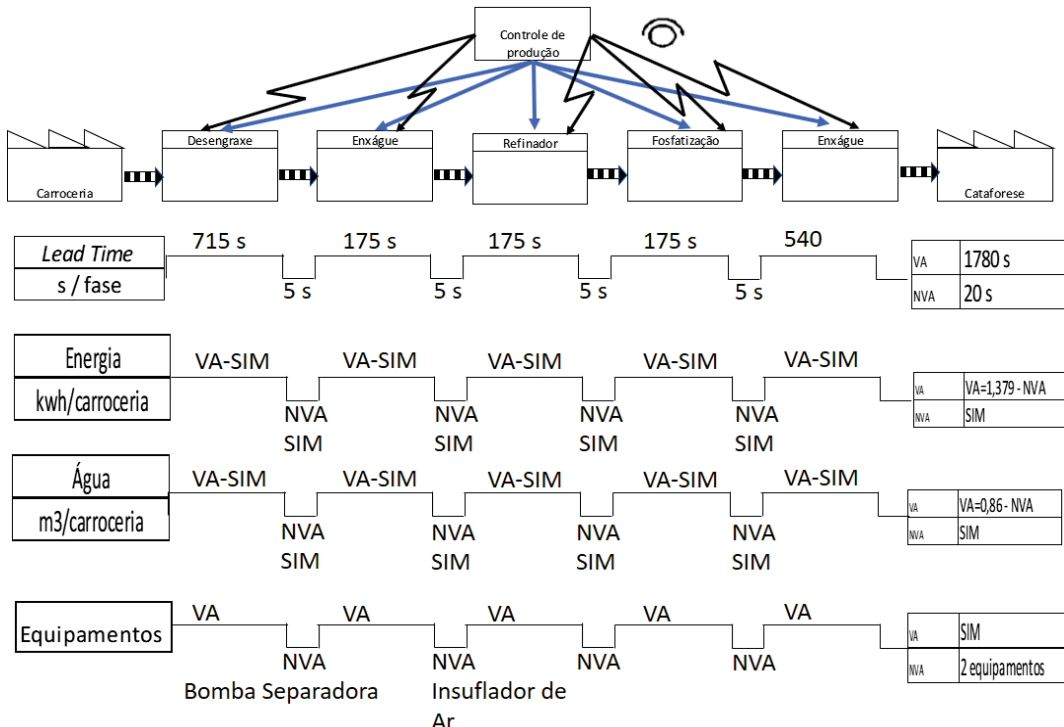 Controle de
produção
Desengraxe
Enxágue
Refinador
Fosfatização
Enxágue
Carroceria
Cataforese
Lead Time
s / fase
715 s
175 s
175 s
175 s
540
5 s
5 s
5 s
5 s
VA 1780 s
NVA 20 s
Energia
kwh/carroceria
VA-SIM
VA-SIM
VA-SIM
VA-SIM
VA-SIM
NVA
SIM
NVA
SIM
NVA
SIM
NVA
SIM
VA VA=1,379 - NVA
NVA SIM
Água
m3/carroceria
VA-SIM
VA-SIM
VA-SIM
VA-SIM
VA-SIM
NVA
SIM
NVA
SIM
NVA
SIM
NVA
SIM
VA VA=0,86 - NVA
NVA SIM
Equipamentos
VA
VA
VA
VA
VA
NVA
NVA
NVA
NVA
VA SIM
NVA 2 equipamentos
Bomba Separadora
Insuflador de
Ar